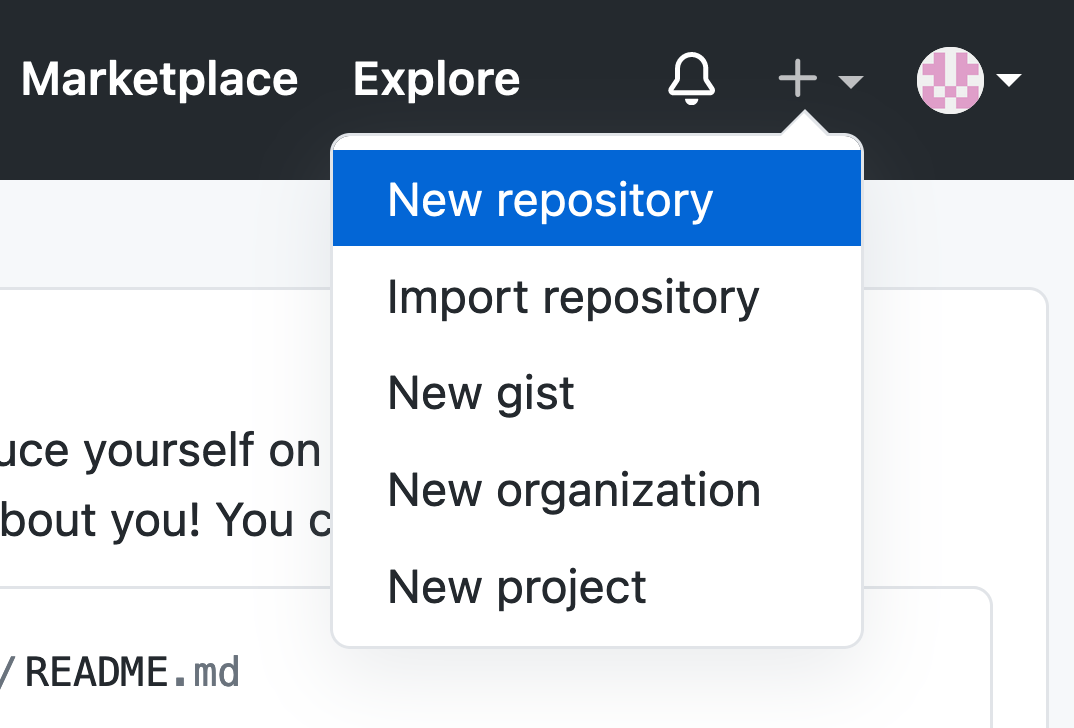 Marketplace Explore
New repository
Import repository
New gist
uce yourself on
New organization
bout you! You c
New project
/README.md